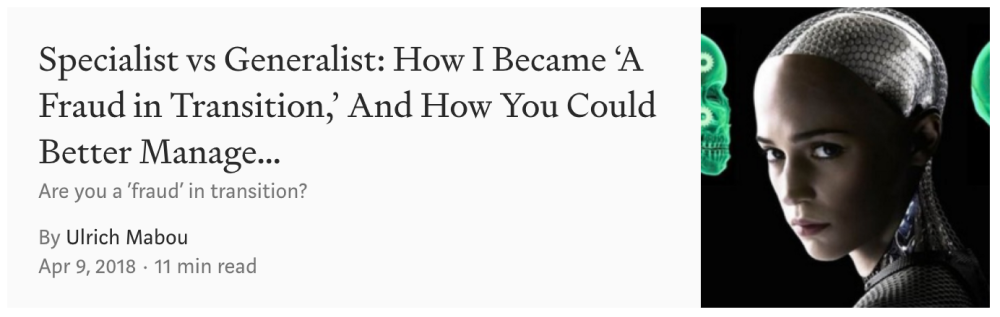 Specialist vs Generalist: How I Became ‘A
Fraud in Transition,’ And How You Could
Better Manage...
Are you a ‘fraud’ in transition?
By Ulrich Mabou
Apr 9, 2018 · 11 min read